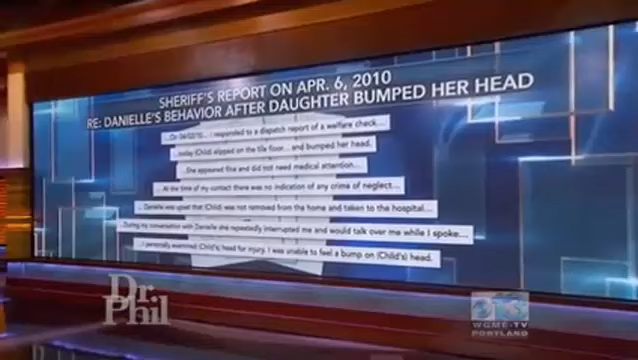 SHERIFF'S REPORT ON APR. 6, 2010
RE: DANIELLE'S BEHAVIOR AFTER DAUGHTER BUMPED HER HEAD
I responded to a dispatch report of a welfare check...
...today (Child) slipped on the tile floor... and bumped her head.
...She appeared fine and did not need medical attention...
...At the time of my contact there was no indication of any crime of neglect...
...Danielle was upset that (Child) was not removed from the home and taken to the hospital...
...During my conversation with Danielle she repeatedly interrupted me and would talk over me while I spoke...
...I personally examined (Child's) head for injury. I was unable to feel a bump on (Child's) head.
Dr. Phil
WGME-TV
PORTLAND